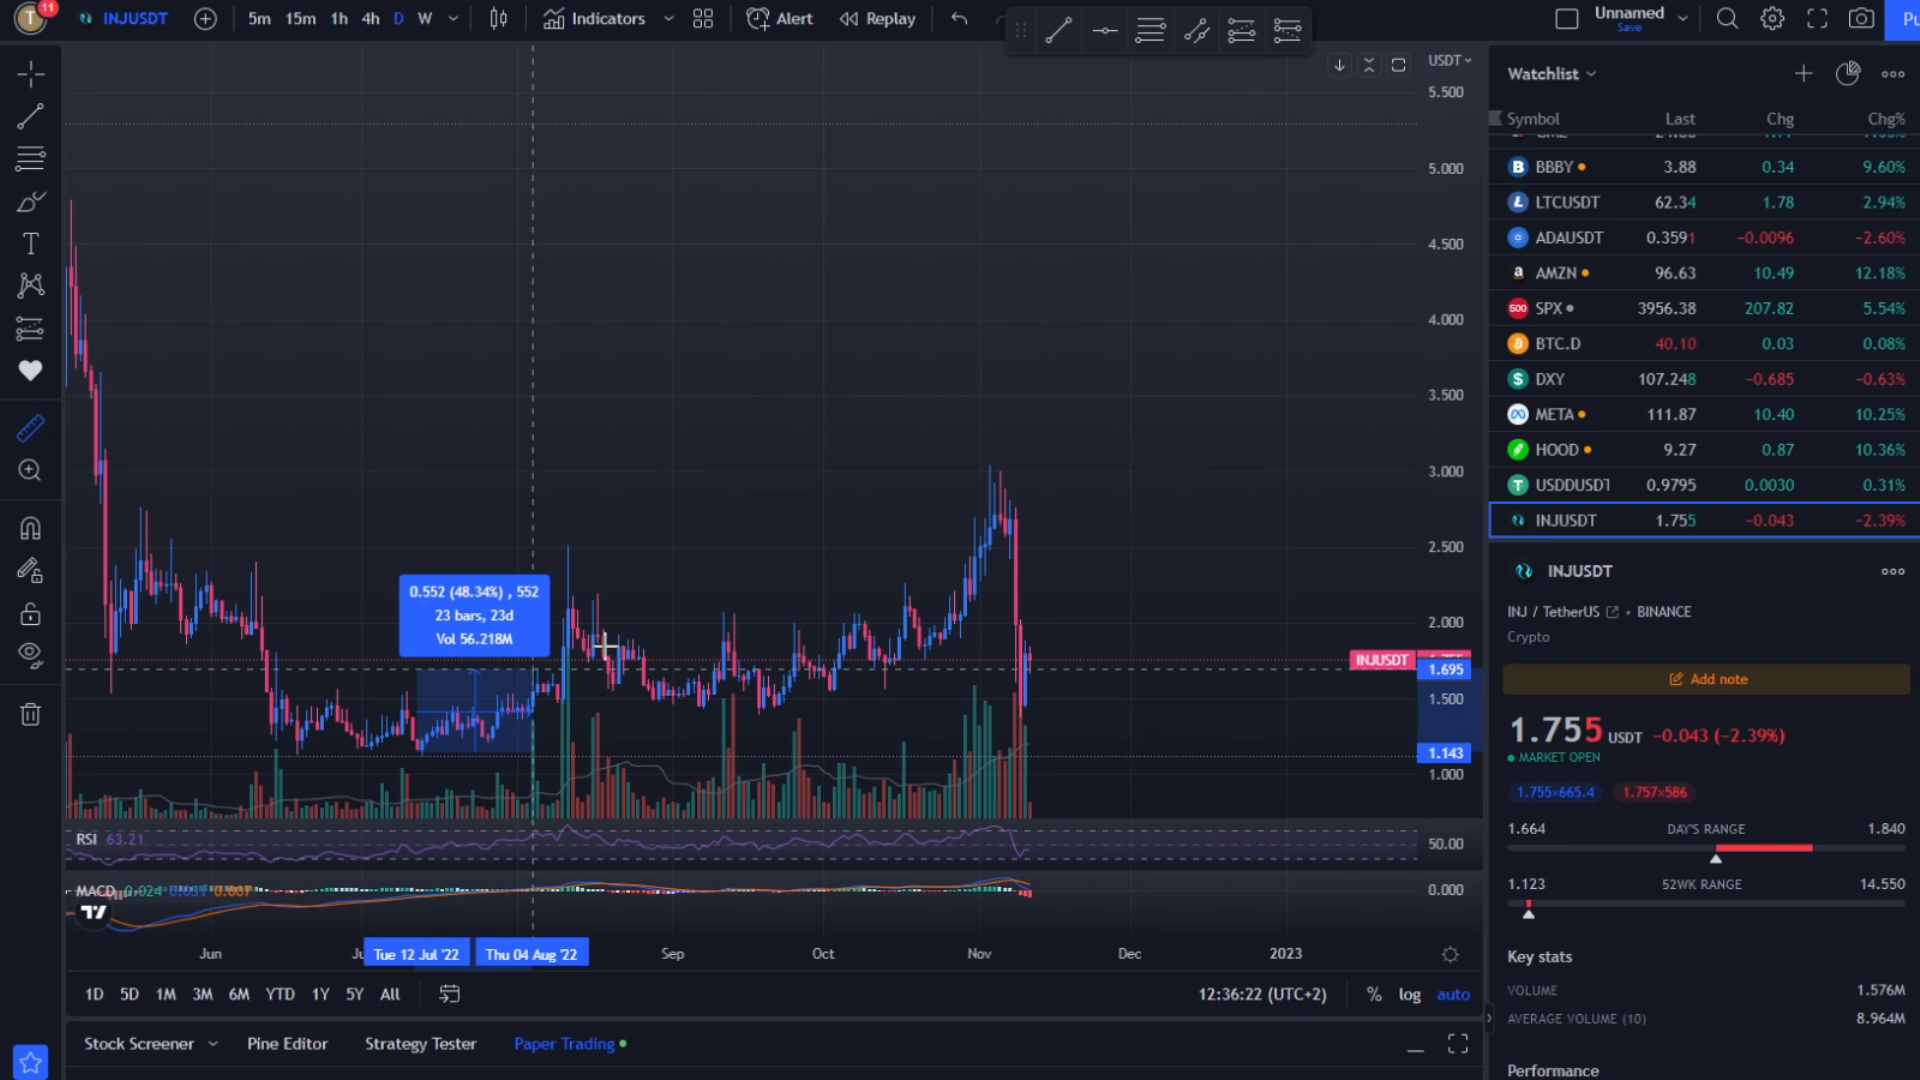 T 11 INJUSDT 5m 15m 1h 4h D W Indicators Alert Replay Unnamed
Save
USDT
5.500
5.000
4.500
4.000
3.500
3.000
2.500
2.000
INJUSDT
1.695
1.500
1.143
1.000
0.552 (48.34%) , 552
23 bars, 23d
Vol 56.218M
RSI 63.21
50.00
MACD 0.024 0.031 0.007
0.000
Jun Tue 12 Jul '22 Thu 04 Aug '22 Sep Oct Nov Dec 2023
1D 5D 1M 3M 6M YTD 1Y 5Y All 12:36:22 (UTC+2) % log auto
Stock Screener Pine Editor Strategy Tester Paper Trading
Watchlist
Symbol Last Chg Chg%
BBBY 3.88 0.34 9.60%
LTCUSDT 62.34 1.78 2.94%
ADAUSDT 0.3591 −0.0096 −2.60%
AMZN 96.63 10.49 12.18%
500 SPX 3956.38 207.82 5.54%
BTC.D 40.10 0.03 0.08%
DXY 107.248 −0.685 −0.63%
META 111.87 10.40 10.25%
HOOD 9.27 0.87 10.36%
USDDUSDT 0.9795 0.0030 0.31%
INJUSDT 1.755 −0.043 −2.39%
INJUSDT
INJ / TetherUS • BINANCE
Crypto
Add note
1.755 USDT −0.043 (−2.39%)
MARKET OPEN
1.755×665.4 1.757×586
1.664 DAY'S RANGE 1.840
1.123 52WK RANGE 14.550
Key stats
VOLUME 1.576M
AVERAGE VOLUME (10) 8.964M
Performance